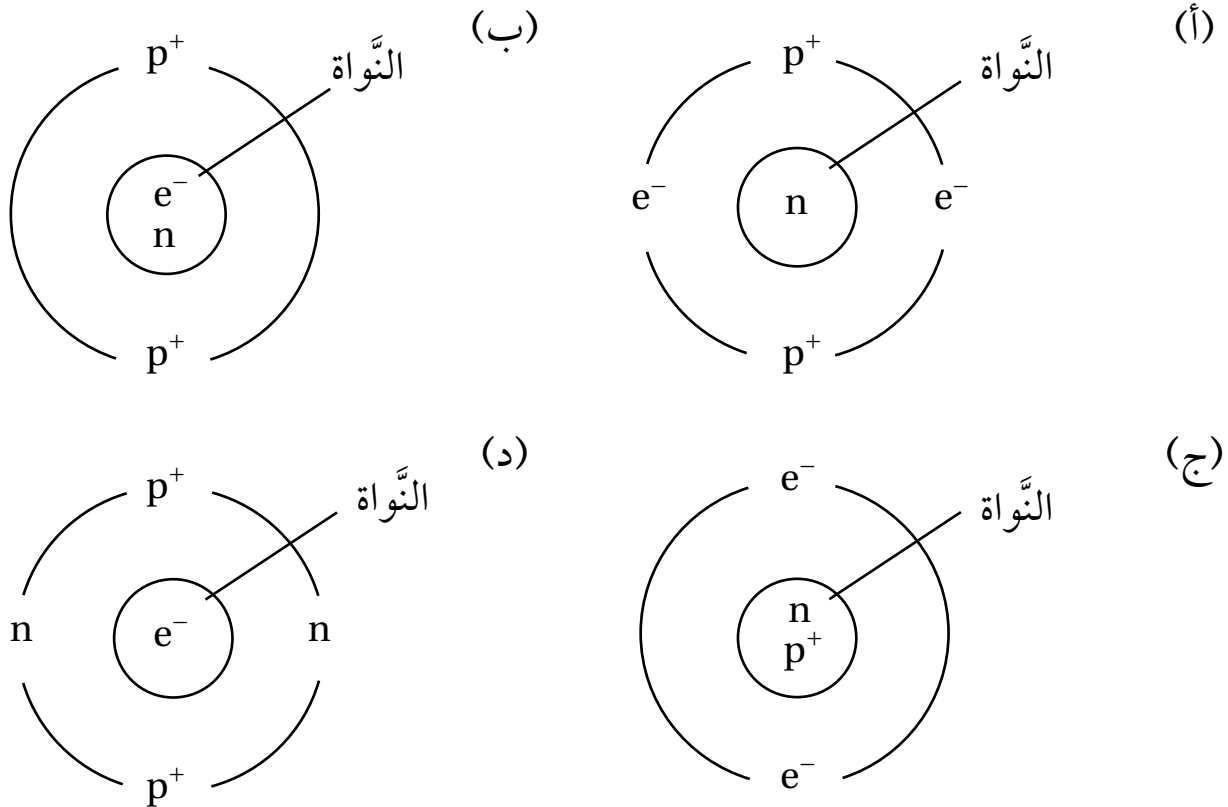 (أ)
p⁺
النَّواة
e⁻ n e⁻
p⁺
(ب)
p⁺
النَّواة
e⁻
n
p⁺
(ج)
e⁻
النَّواة
n
p⁺
e⁻
(د)
p⁺
النَّواة
n e⁻ n
p⁺